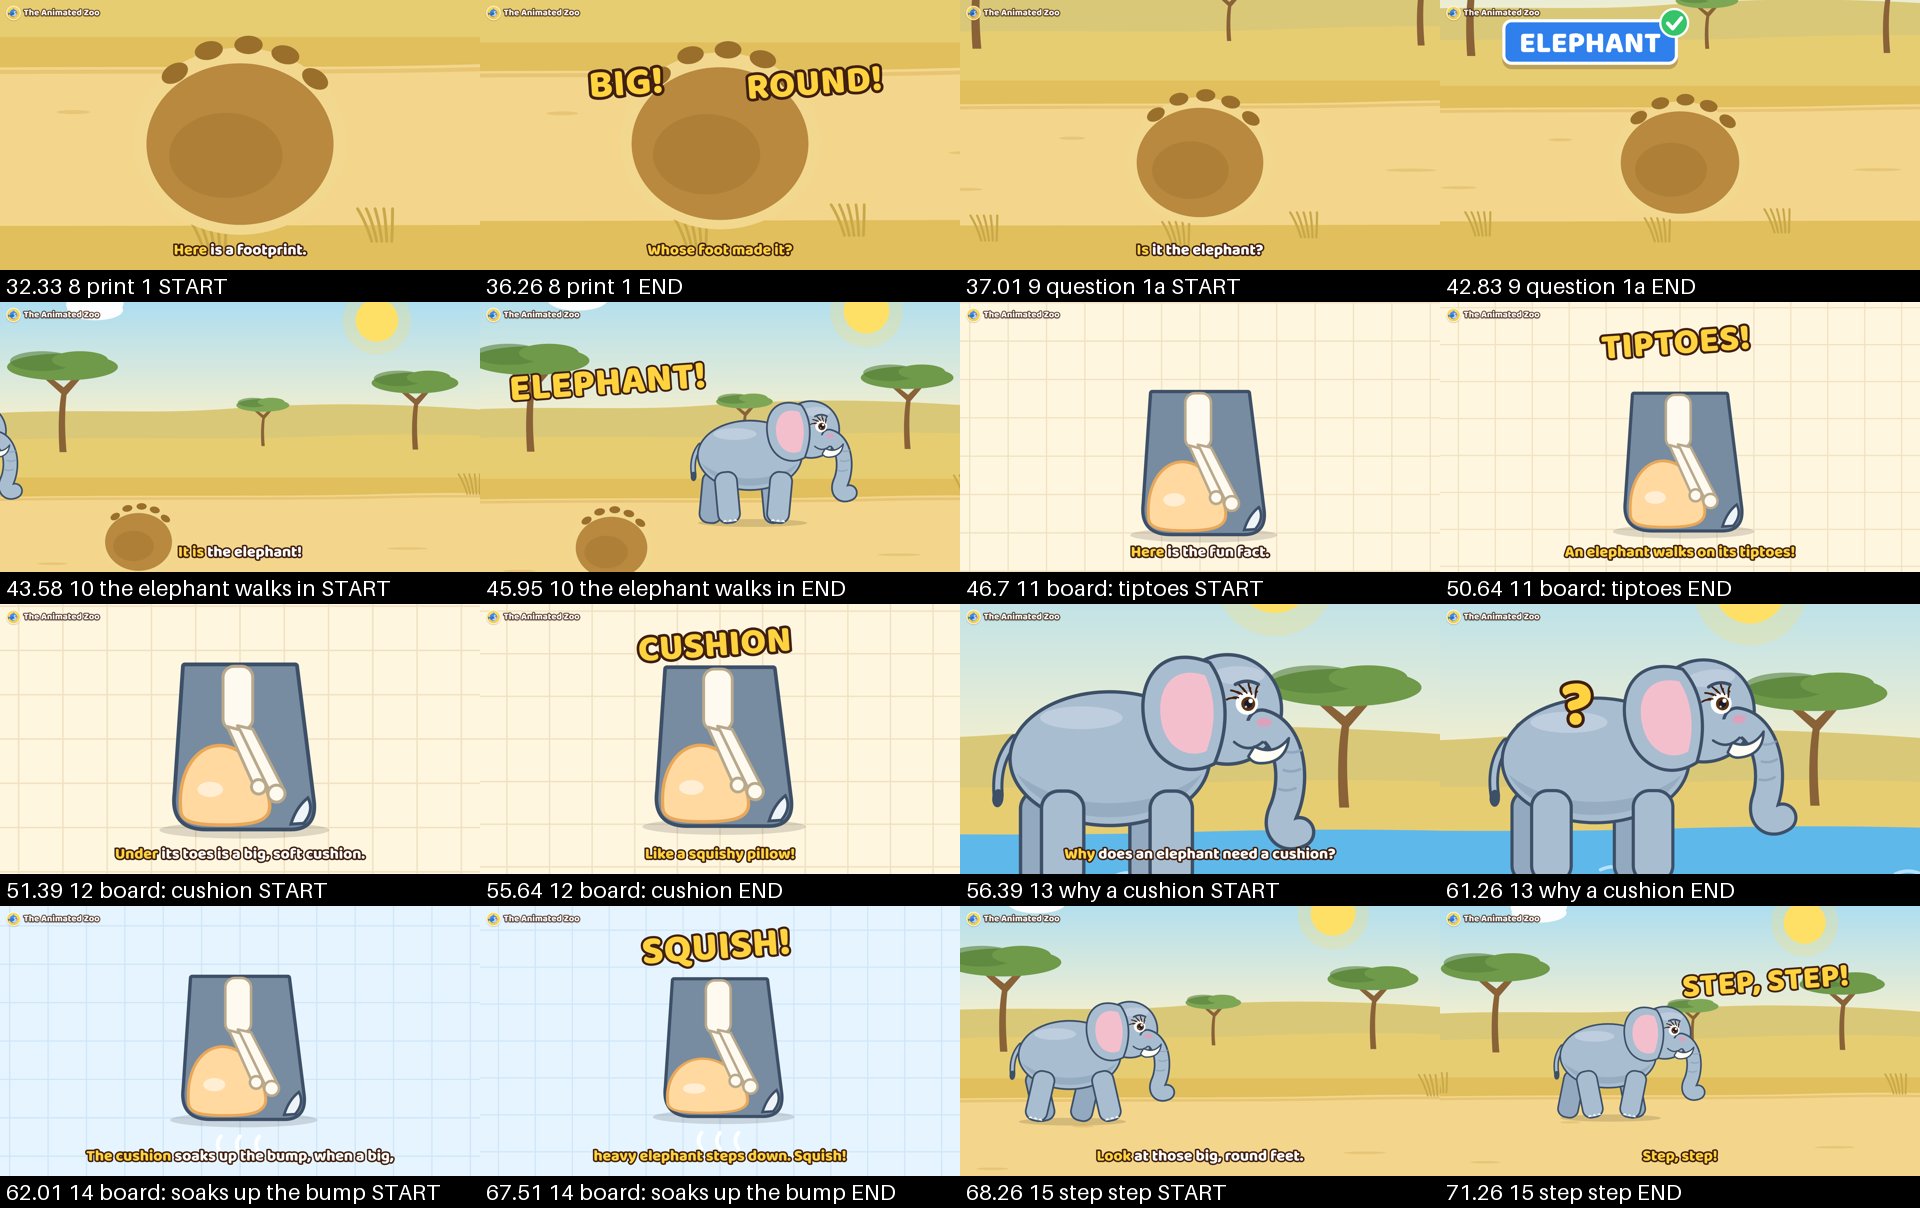 The Animated Zoo
Here is a footprint.
32.33 8 print 1 START
The Animated Zoo
BIG!
ROUND!
Whose foot made it?
36.26 8 print 1 END
The Animated Zoo
Is it the elephant?
37.01 9 question 1a START
The Animated Zoo
ELEPHANT
42.83 9 question 1a END
The Animated Zoo
It is the elephant!
43.58 10 the elephant walks in START
The Animated Zoo
ELEPHANT!
45.95 10 the elephant walks in END
The Animated Zoo
Here is the fun fact.
46.7 11 board: tiptoes START
The Animated Zoo
TIPTOES!
An elephant walks on its tiptoes!
50.64 11 board: tiptoes END
The Animated Zoo
Under its toes is a big, soft cushion.
51.39 12 board: cushion START
The Animated Zoo
CUSHION
Like a squishy pillow!
55.64 12 board: cushion END
The Animated Zoo
Why does an elephant need a cushion?
56.39 13 why a cushion START
The Animated Zoo
?
61.26 13 why a cushion END
The Animated Zoo
The cushion soaks up the bump, when a big,
62.01 14 board: soaks up the bump START
The Animated Zoo
SQUISH!
heavy elephant steps down. Squish!
67.51 14 board: soaks up the bump END
The Animated Zoo
Look at those big, round feet.
68.26 15 step step START
The Animated Zoo
STEP, STEP!
Step, step!
71.26 15 step step END